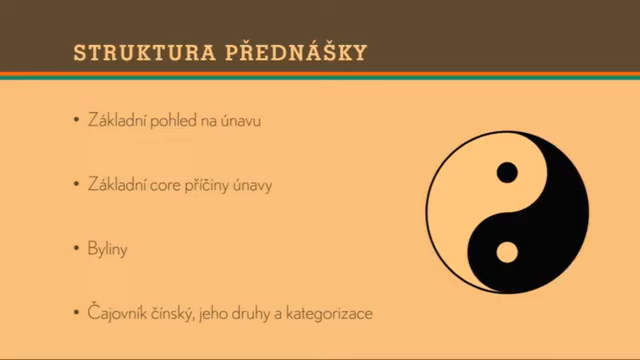 STRUKTURA PŘEDNÁŠKY
• Základní pohled na únavu
• Základní core příčiny únavy
• Byliny
• Čajovník čínský, jeho druhy a kategorizace